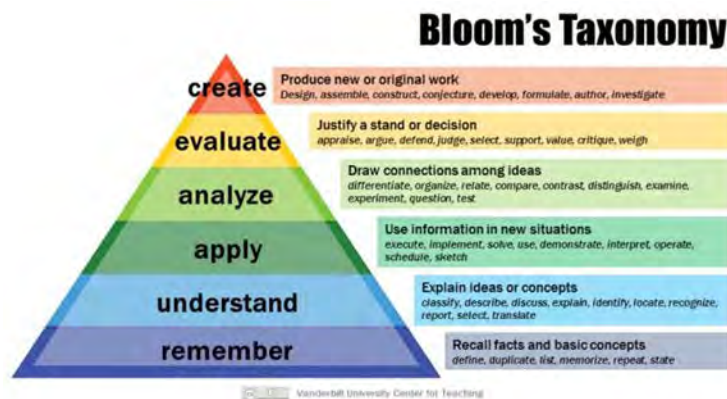 Bloom's Taxonomy
create
Produce new or original work
Design, assemble, construct, conjecture, develop, formulate, author, investigate
evaluate
Justify a stand or decision
appraise, argue, defend, judge, select, support, value, critique, weigh
analyze
Draw connections among ideas
differentiate, organize, relate, compare, contrast, distinguish, examine,
experiment, question, test
apply
Use information in new situations
execute, implement, solve, use, demonstrate, interpret, operate,
schedule, sketch
understand
Explain ideas or concepts
classify, describe, discuss, explain, identify, locate, recognize,
report, select, translate
remember
Recall facts and basic concepts
define, duplicate, list, memorize, repeat, state
Vanderbilt University Center for Teaching